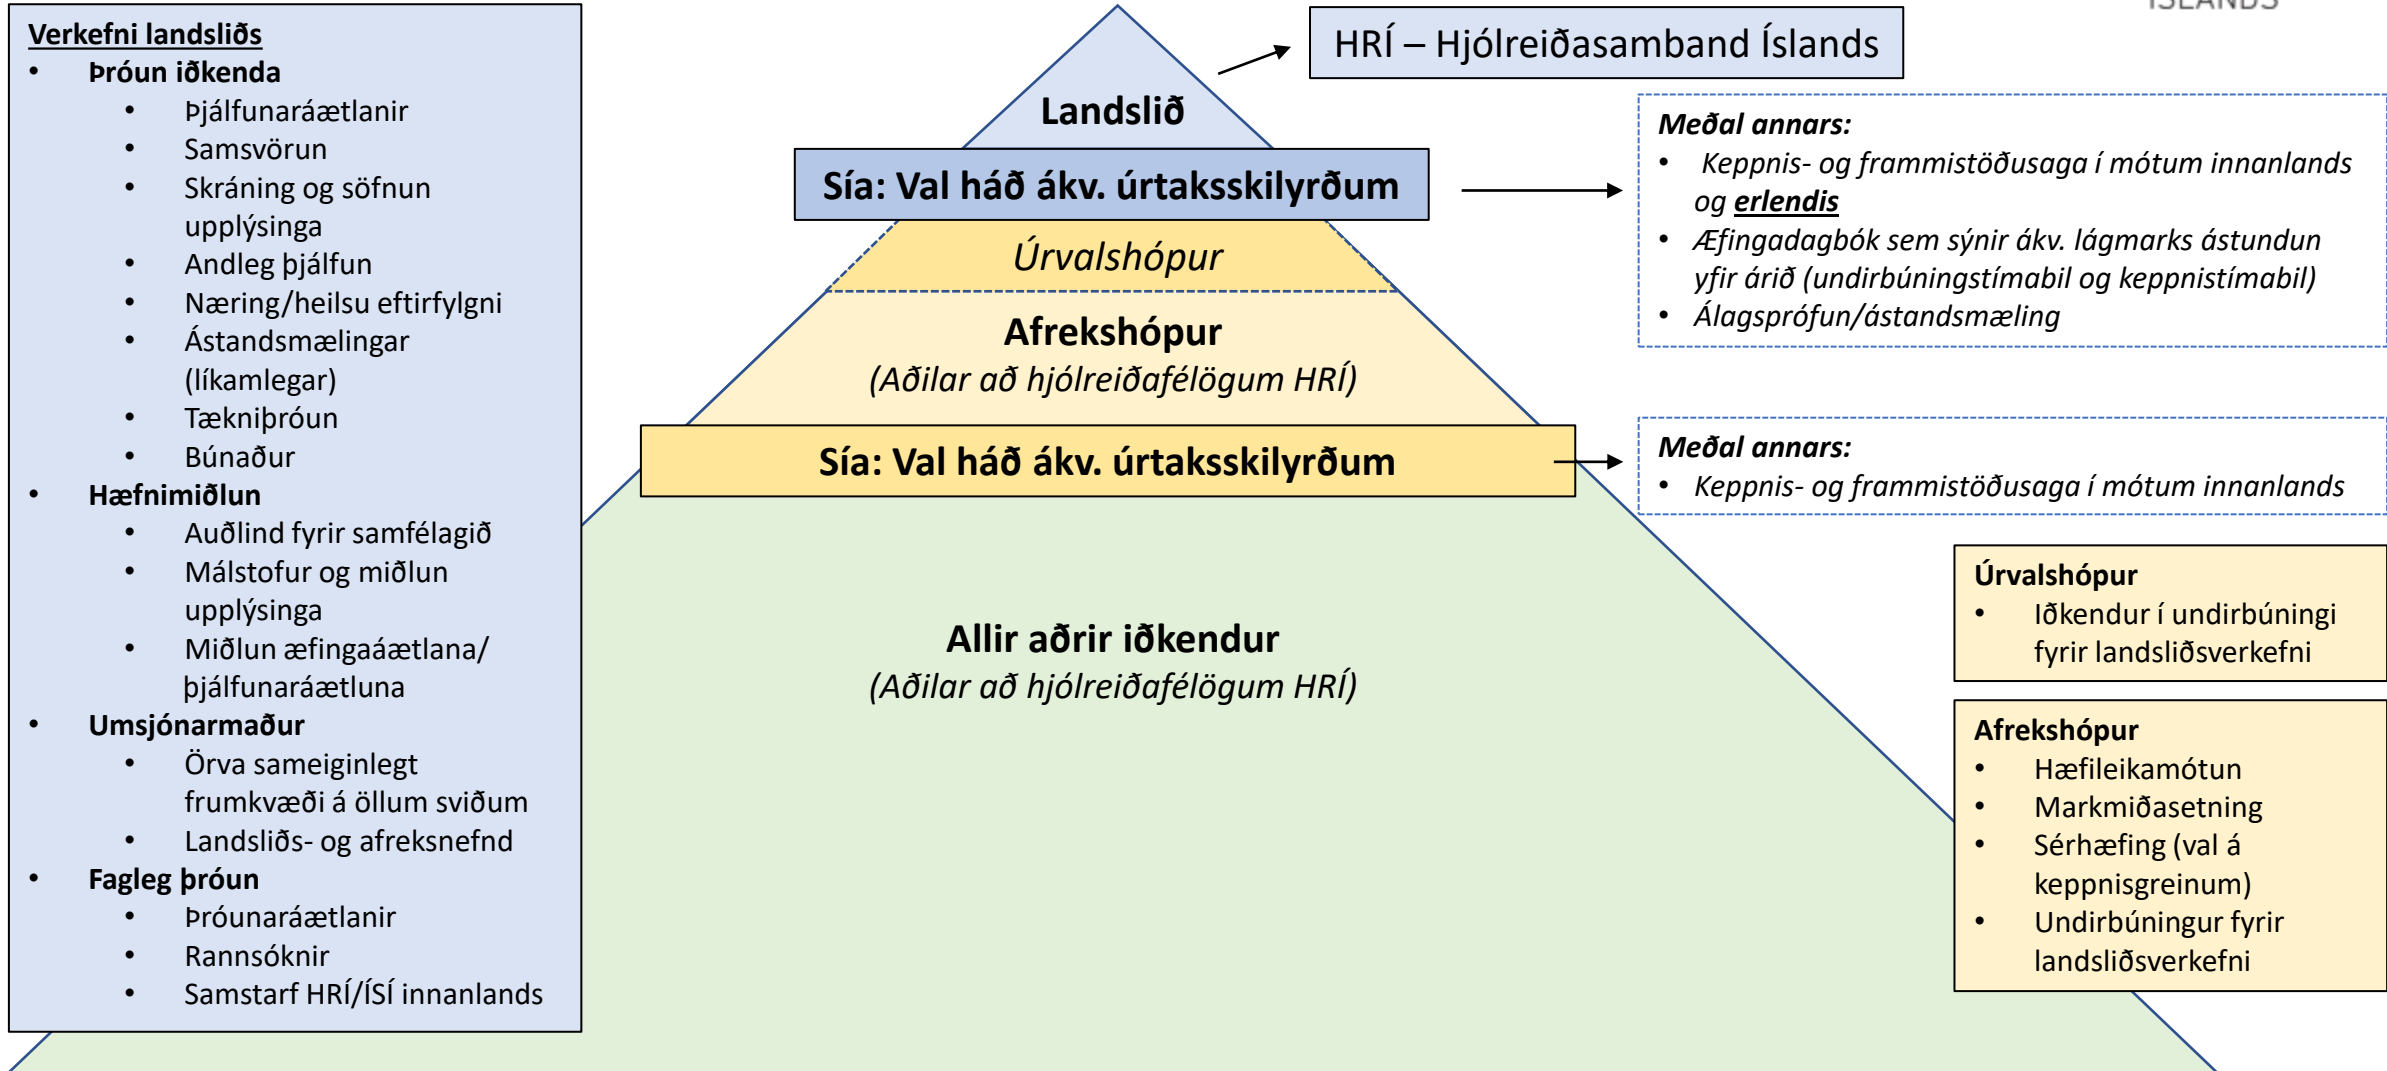 Verkefni landsliðs
• Þróun iðkenda
• Þjálfunaráætlanir
• Samsvörun
• Skráning og söfnun
upplýsinga
• Andleg þjálfun
• Næring/heilsu eftirfylgni
• Ástandsmælingar
(líkamlegar)
• Tækniþróun
• Búnaður
• Hæfnimiðlun
• Auðlind fyrir samfélagið
• Málstofur og miðlun
upplýsinga
• Miðlun æfingaáætlana/
þjálfunaráætluna
• Umsjónarmaður
• Örva sameiginlegt
frumkvæði á öllum sviðum
• Landsliðs- og afreksnefnd
• Fagleg þróun
• Þróunaráætlanir
• Rannsóknir
• Samstarf HRÍ/ÍSÍ innanlands
Landslið
Sía: Val háð ákv. úrtaksskilyrðum
Úrvalshópur
Afrekshópur
(Aðilar að hjólreiðafélögum HRÍ)
Sía: Val háð ákv. úrtaksskilyrðum
Allir aðrir iðkendur
(Aðilar að hjólreiðafélögum HRÍ)
ÍSLANDS
HRÍ – Hjólreiðasamband Íslands
Meðal annars:
• Keppnis- og frammistöðusaga í mótum innanlands
og erlendis
• Æfingadagbók sem sýnir ákv. lágmarks ástundun
yfir árið (undirbúningstímabil og keppnistímabil)
• Álagsprófun/ástandsmæling
Meðal annars:
• Keppnis- og frammistöðusaga í mótum innanlands
Úrvalshópur
• Iðkendur í undirbúningi
fyrir landsliðsverkefni
Afrekshópur
• Hæfileikamótun
• Markmiðasetning
• Sérhæfing (val á
keppnisgreinum)
• Undirbúningur fyrir
landsliðsverkefni